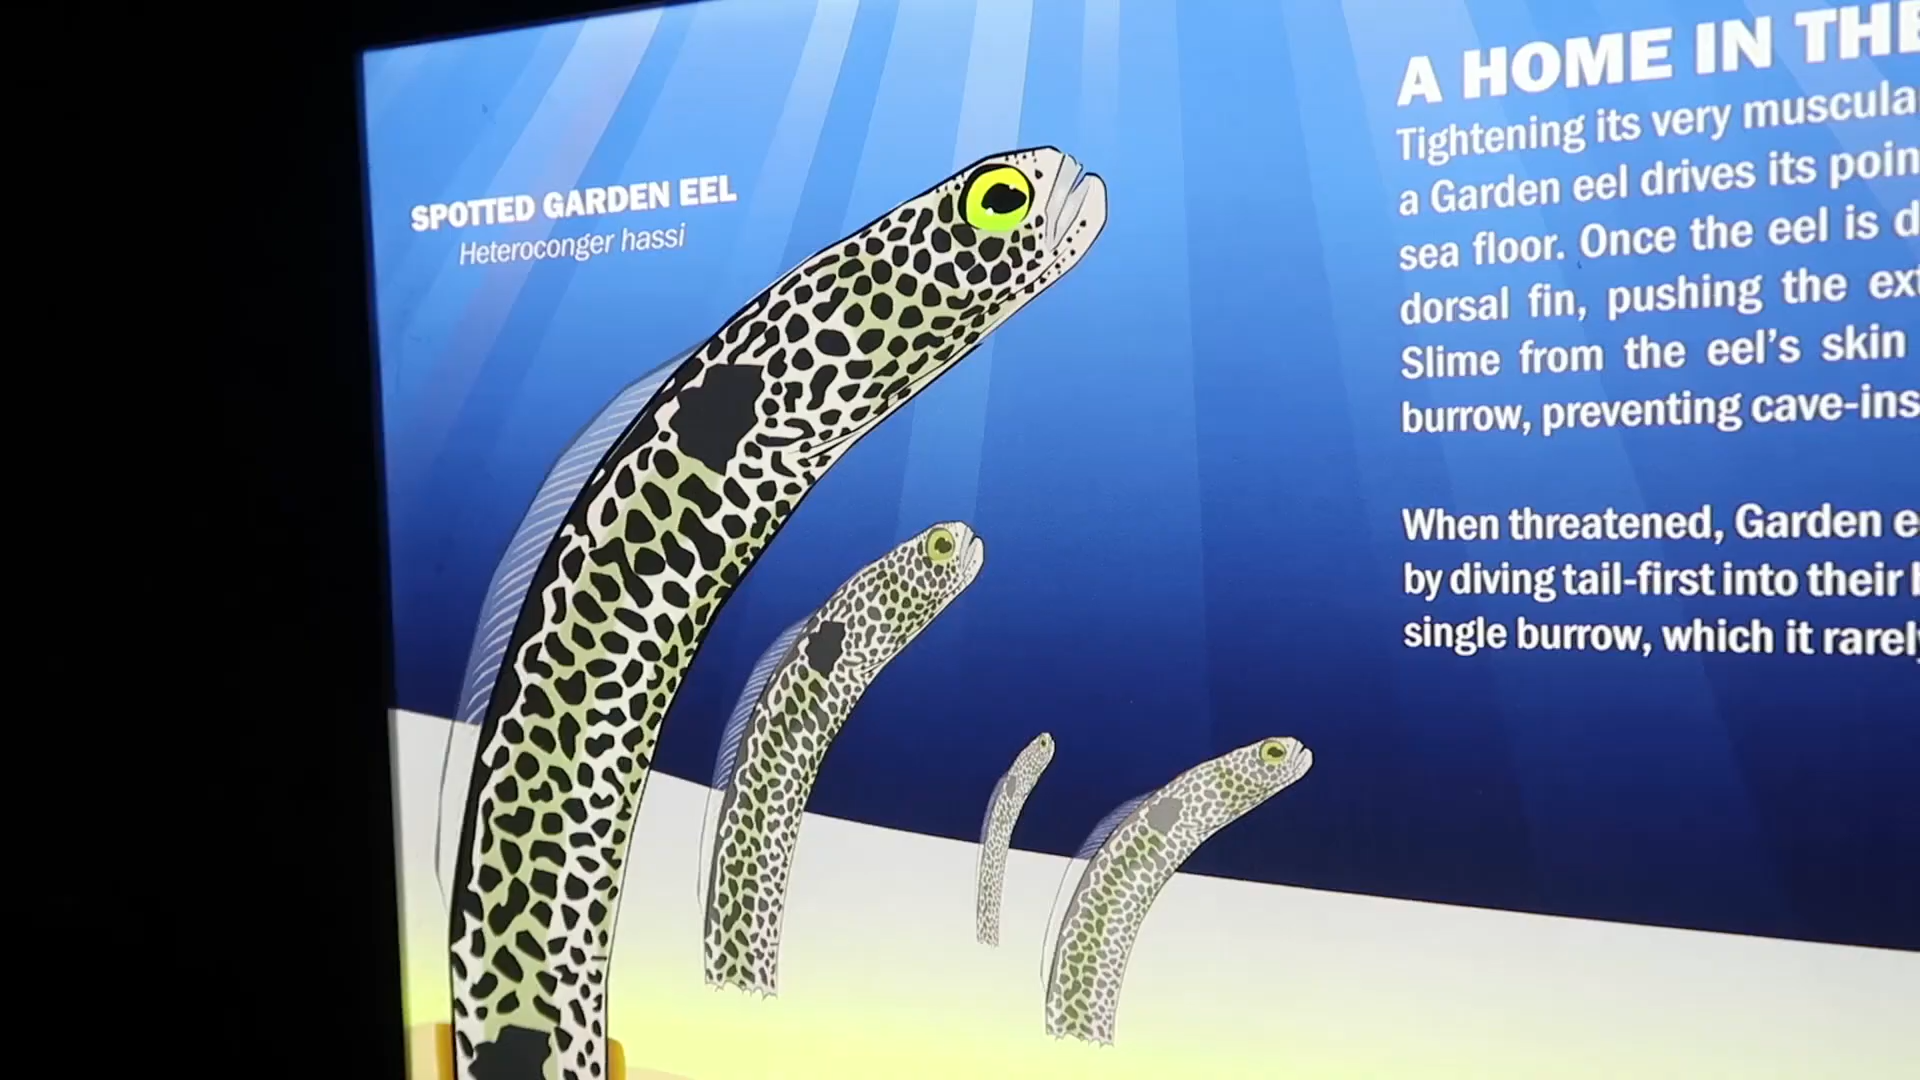 SPOTTED GARDEN EEL
Heteroconger hassi
A HOME IN THE
Tightening its very muscula
a Garden eel drives its poin
sea floor. Once the eel is d
dorsal fin, pushing the ext
Slime from the eel's skin
burrow, preventing cave-ins
When threatened, Garden e
by diving tail-first into their
single burrow, which it rarely